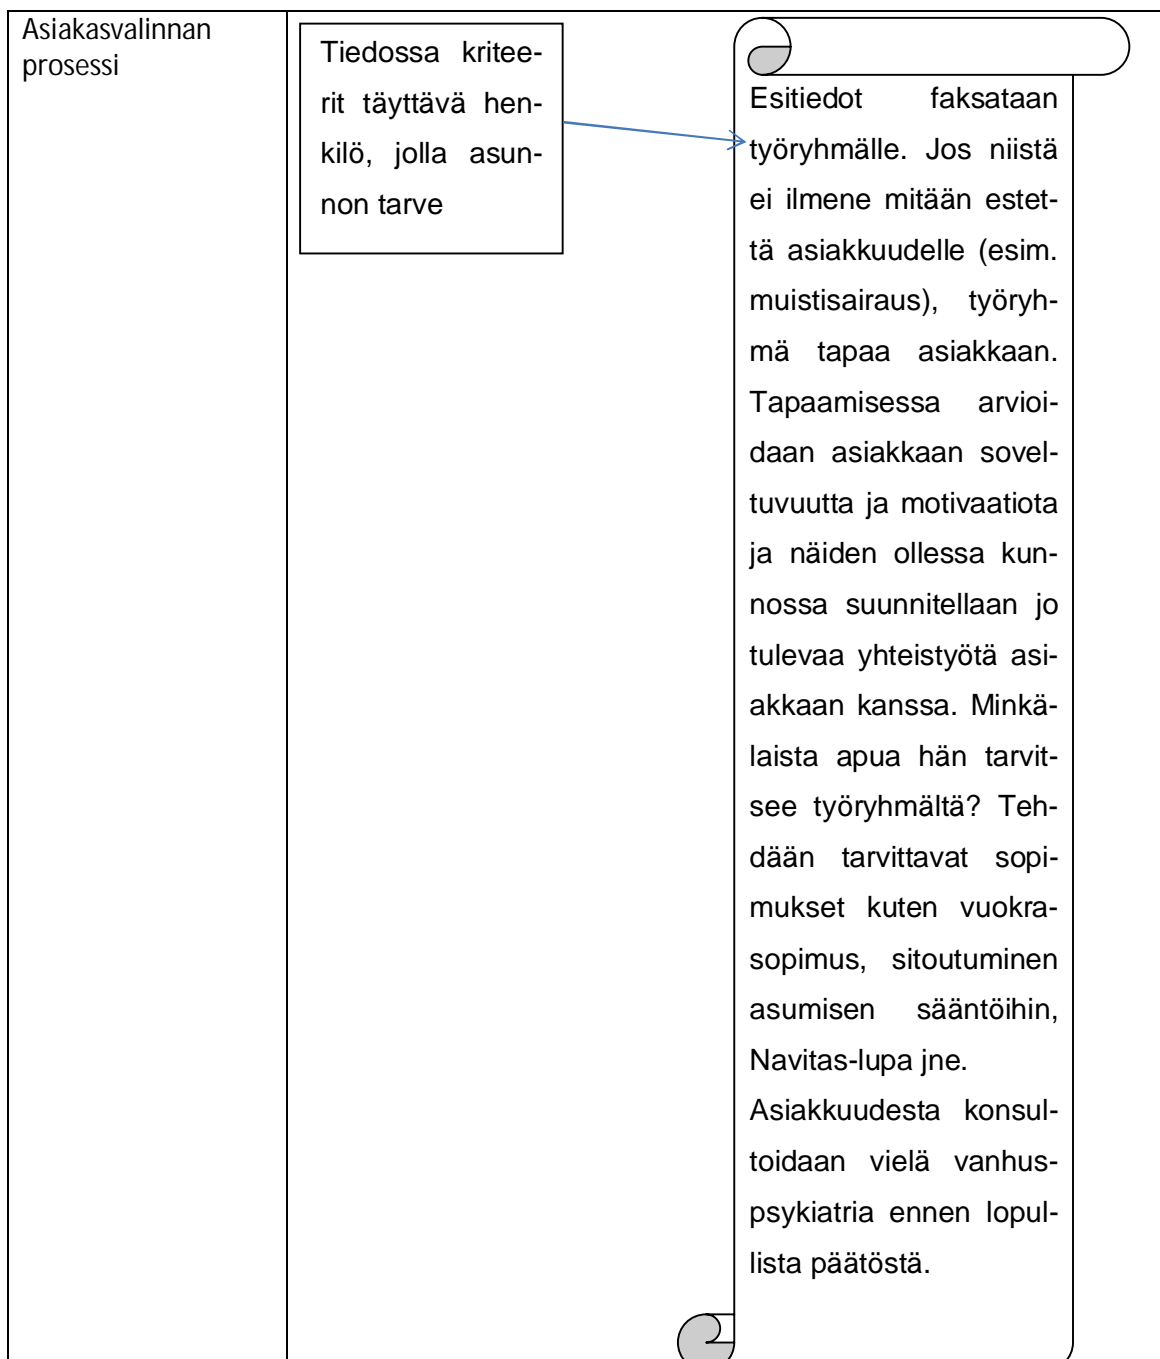 Asiakasvalinnan
prosessi
Tiedossa kritee-
rit täyttävä hen-
kilö, jolla asun-
non tarve
Esitiedot faksataan
työryhmälle. Jos niistä
ei ilmene mitään estet-
tä asiakkuudelle (esim.
muistisairaus), työryh-
mä tapaa asiakkaan.
Tapaamisessa arvioi-
daan asiakkaan sovel-
tuvuutta ja motivaatiota
ja näiden ollessa kun-
nossa suunnitellaan jo
tulevaa yhteistyötä asi-
akkaan kanssa. Minkä-
laista apua hän tarvit-
see työryhmältä? Teh-
dään tarvittavat sopi-
mukset kuten vuokra-
sopimus, sitoutuminen
asumisen sääntöihin,
Navitas-lupa jne.
Asiakkuudesta konsul-
toidaan vielä vanhus-
psykiatria ennen lopul-
lista päätöstä.